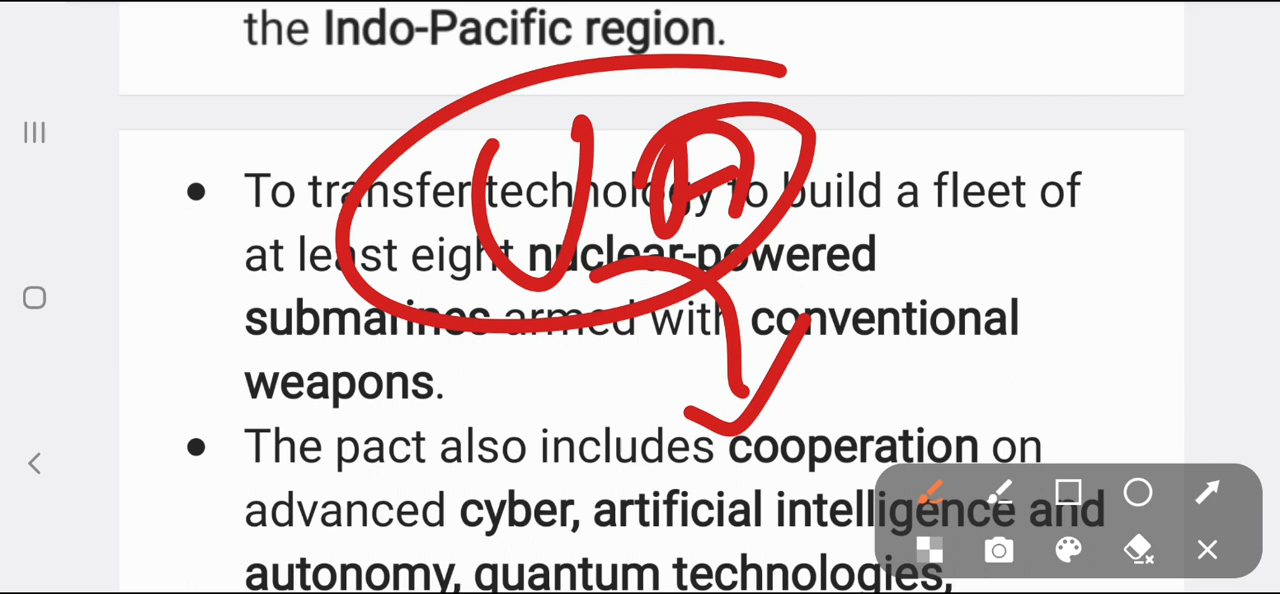 the Indo-Pacific region.
• To transfer technology to build a fleet of
at least eight nuclear-powered
submarines armed with conventional
weapons.
• The pact also includes cooperation on
advanced cyber, artificial intelligence and
autonomy, quantum technologies,